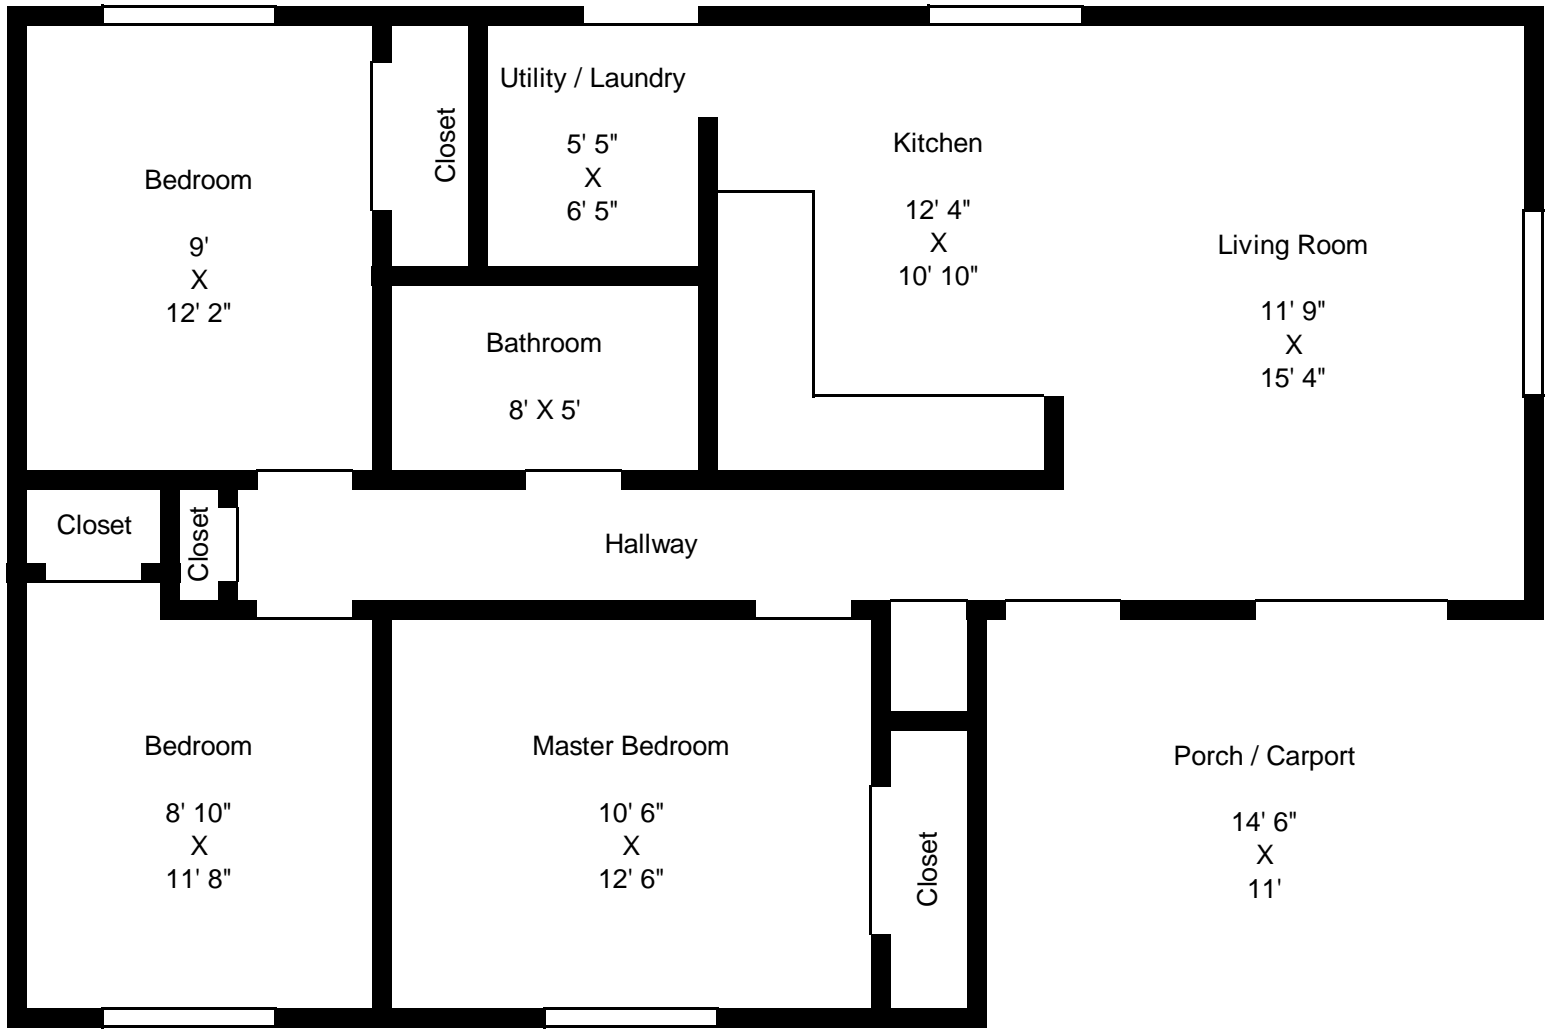 Utility / Laundry
5' 5"
X
6' 5"
Closet
Kitchen
12' 4"
X
10' 10"
Bedroom
9'
X
12' 2"
Living Room
11' 9"
X
15' 4"
Bathroom
8' X 5'
Closet
Closet
Hallway
Bedroom
8' 10"
X
11' 8"
Master Bedroom
10' 6"
X
12' 6"
Closet
Porch / Carport
14' 6"
X
11'